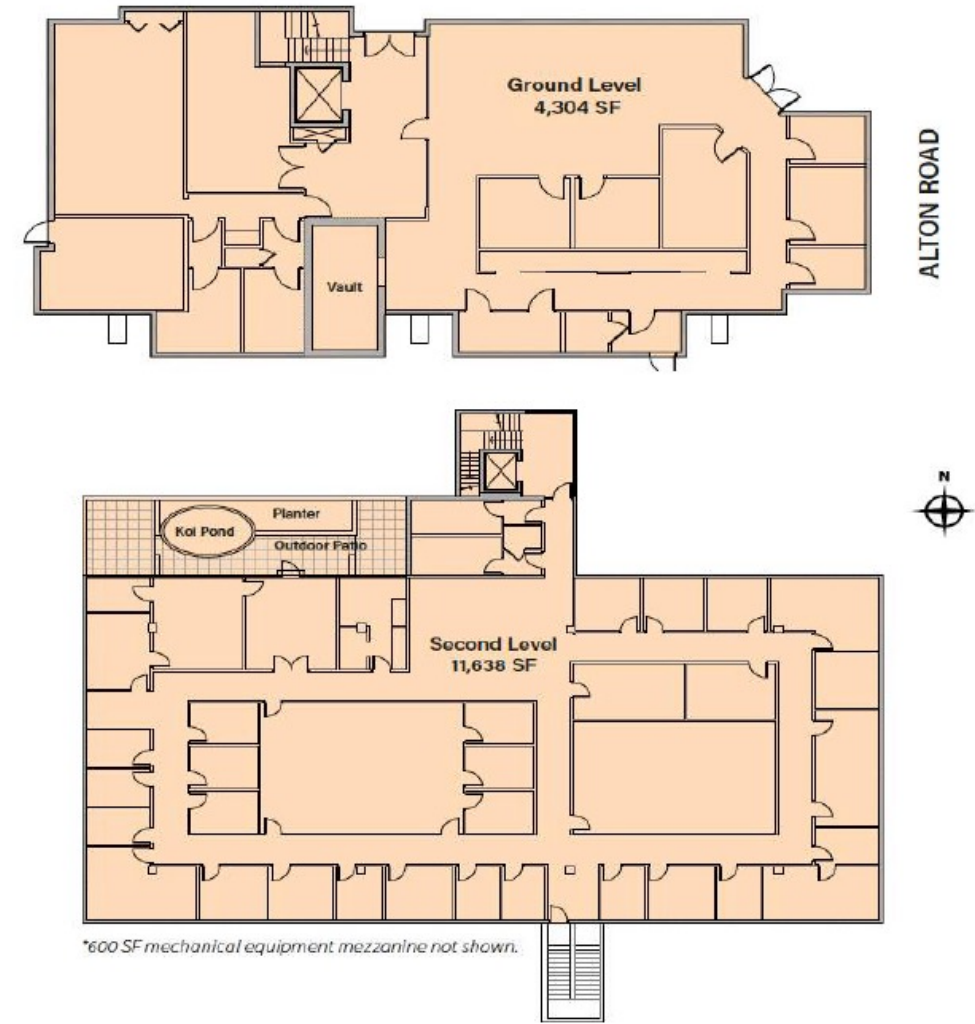 Ground Level
4,304 SF
ALTON ROAD
Vault
N
Planter
Koi Pond
Outdoor Patio
Second Level
11,638 SF
*600 SF mechanical equipment mezzanine not shown.